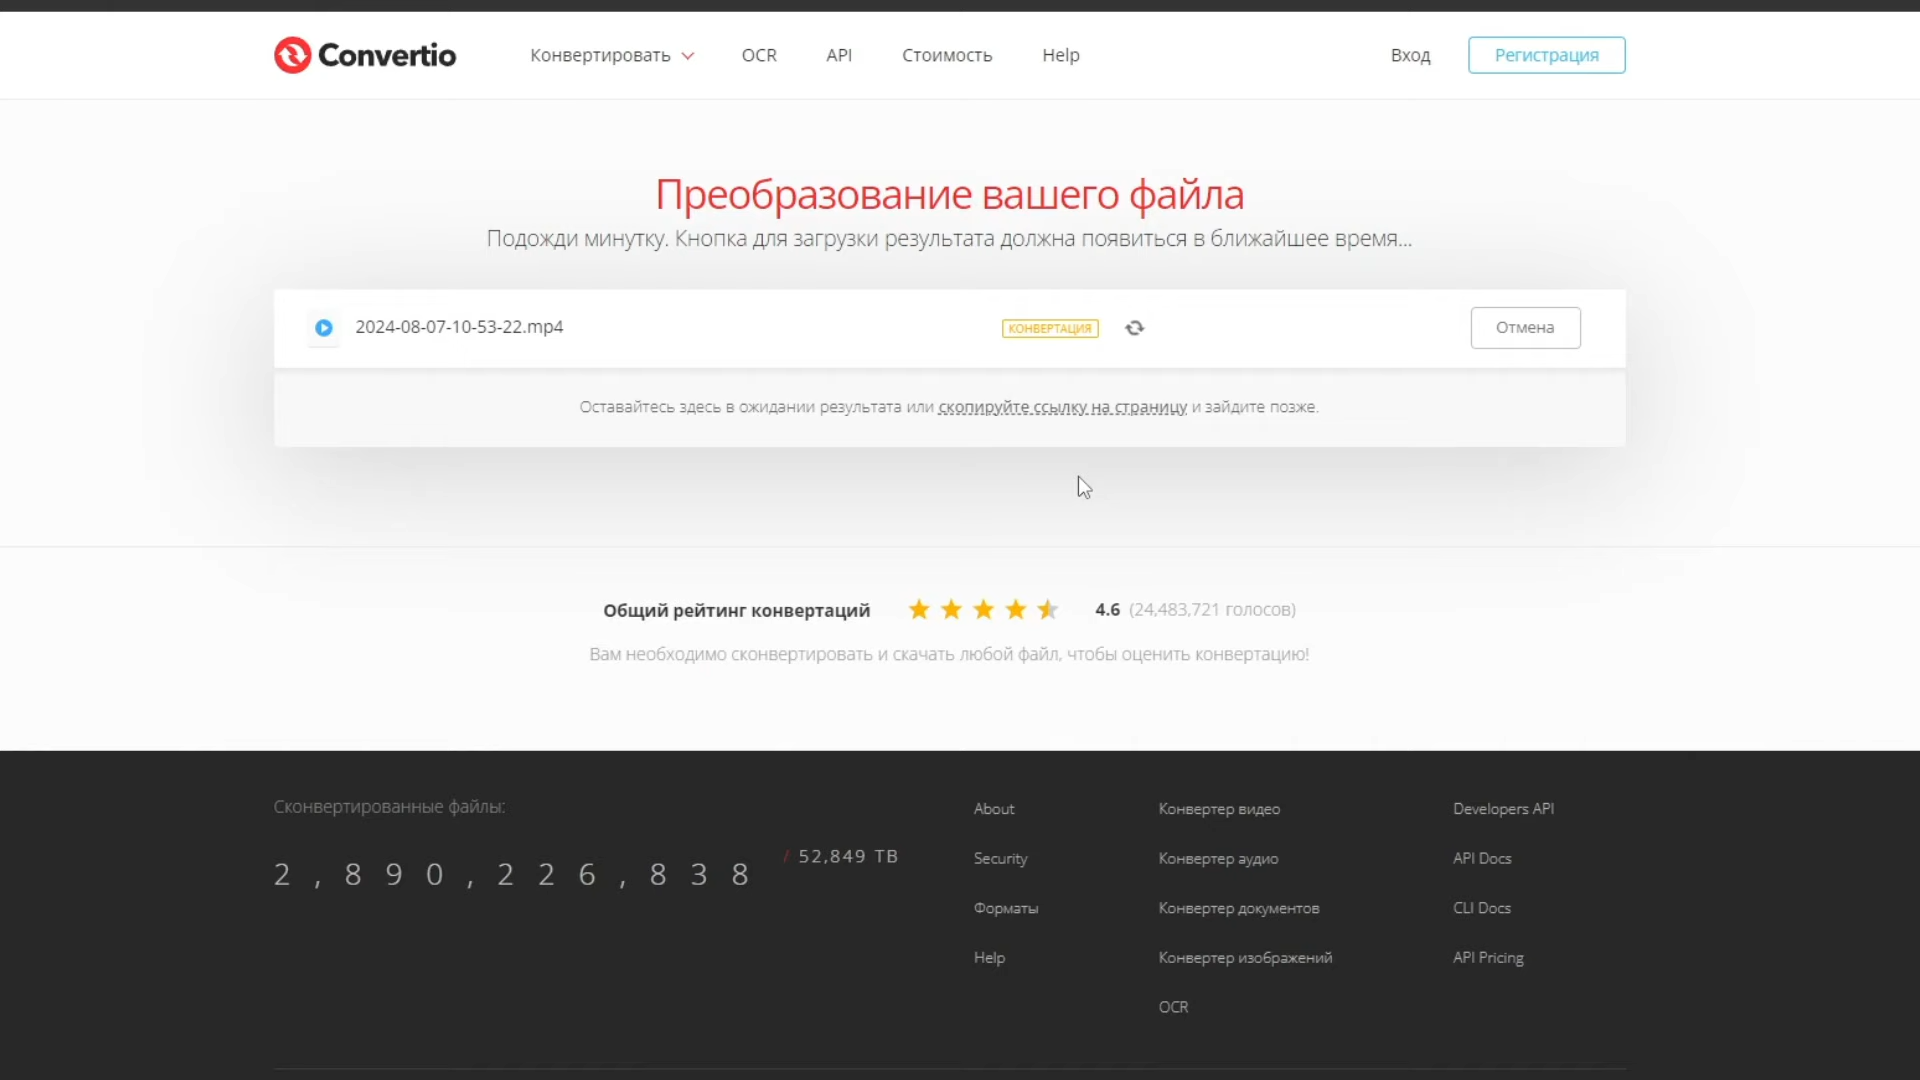 Convertio
Конвертировать
OCR
API
Стоимость
Help
Вход
Регистрация
Преобразование вашего файла
Подожди минутку. Кнопка для загрузки результата должна появиться в ближайшее время...
2024-08-07-10-53-22.mp4
КОНВЕРТАЦИЯ
Отмена
Оставайтесь здесь в ожидании результата или скопируйте ссылку на страницу и зайдите позже.
Общий рейтинг конвертаций
4.6 (24,483,721 голосов)
Вам необходимо сконвертировать и скачать любой файл, чтобы оценить конвертацию!
Сконвертированные файлы:
2,890,226,838
/ 52,849 TB
About
Security
Форматы
Help
Конвертер видео
Конвертер аудио
Конвертер документов
Конвертер изображений
OCR
Developers API
API Docs
CLI Docs
API Pricing